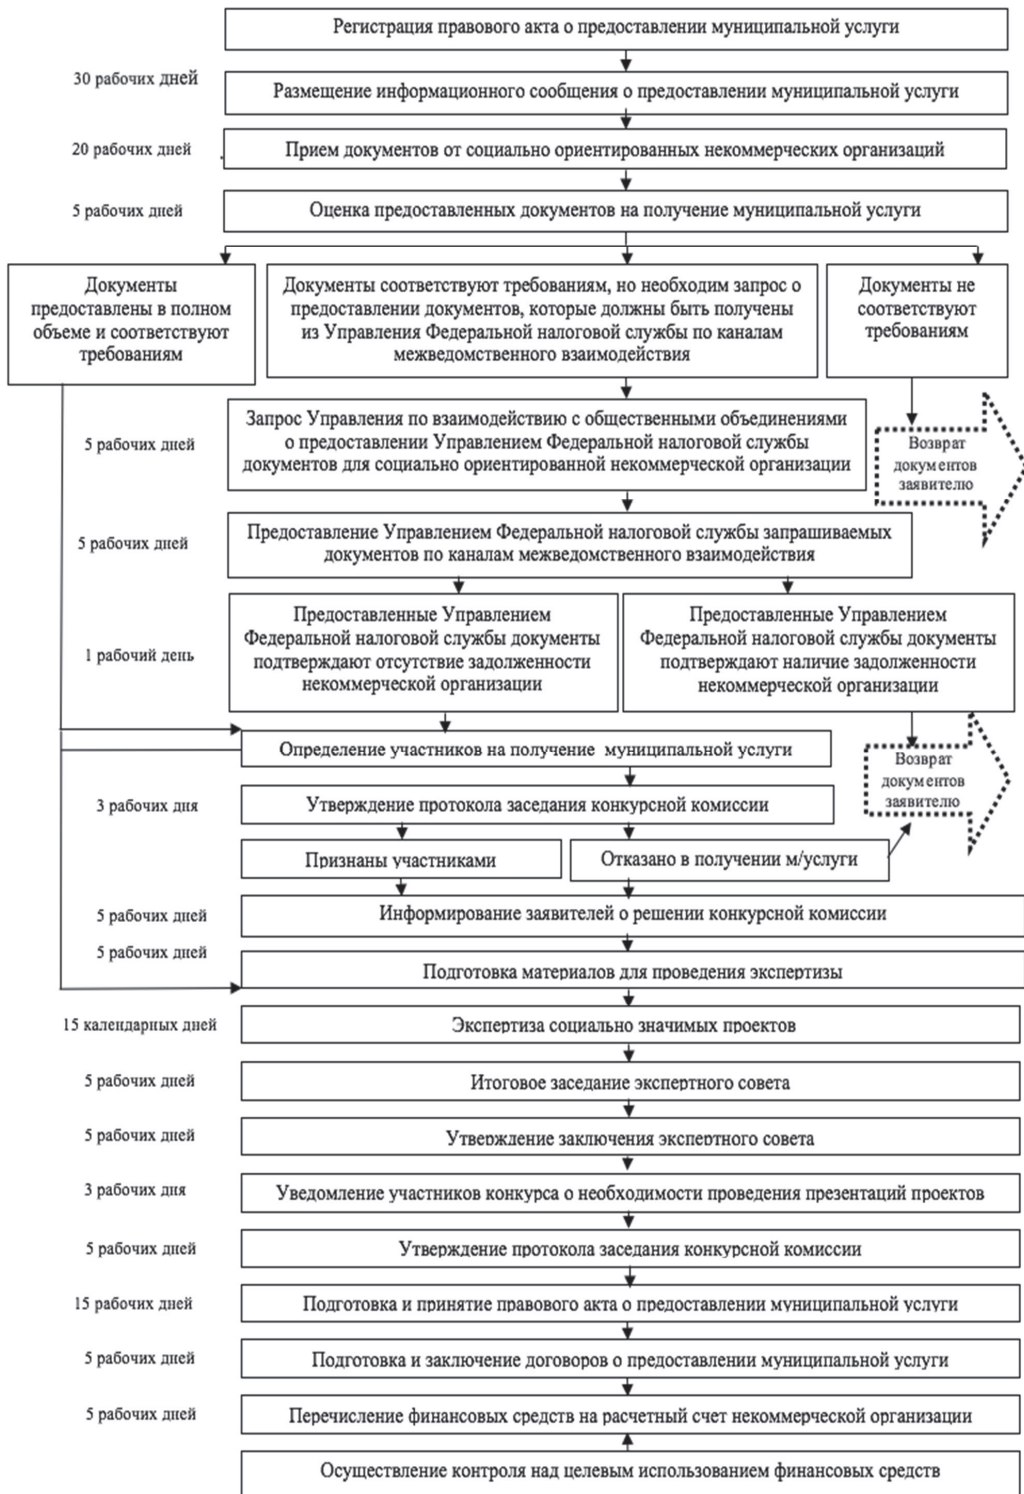 Регистрация правового акта о предоставлении муниципальной услуги
30 рабочих дней
Размещение информационного сообщения о предоставлении муниципальной услуги
20 рабочих дней
Прием документов от социально ориентированных некоммерческих организаций
5 рабочих дней
Оценка предоставленных документов на получение муниципальной услуги
Документы
предоставлены в полном
объеме и соответствуют
требованиям
Документы соответствуют требованиям, но необходим запрос о
предоставлении документов, которые должны быть получены
из Управления Федеральной налоговой службы по каналам
межведомственного взаимодействия
Документы не
соответствуют
требованиям
5 рабочих дней
Запрос Управления по взаимодействию с общественными объединениями
о предоставлении Управлением Федеральной налоговой службы
документов для социально ориентированной некоммерческой организации
Возврат
документов
заявителю
5 рабочих дней
Предоставление Управлением Федеральной налоговой службы запрашиваемых
документов по каналам межведомственного взаимодействия
1 рабочий день
Предоставленные Управлением
Федеральной налоговой службы документы
подтверждают отсутствие задолженности
некоммерческой организации
Предоставленные Управлением
Федеральной налоговой службы документы
подтверждают наличие задолженности
некоммерческой организации
Определение участников на получение муниципальной услуги
Возврат
документов
заявителю
3 рабочих дня
Утверждение протокола заседания конкурсной комиссии
Признаны участниками
Отказано в получении м/услуги
5 рабочих дней
Информирование заявителей о решении конкурсной комиссии
5 рабочих дней
Подготовка материалов для проведения экспертизы
15 календарных дней
Экспертиза социально значимых проектов
5 рабочих дней
Итоговое заседание экспертного совета
5 рабочих дней
Утверждение заключения экспертного совета
3 рабочих дня
Уведомление участников конкурса о необходимости проведения презентаций проектов
5 рабочих дней
Утверждение протокола заседания конкурсной комиссии
15 рабочих дней
Подготовка и принятие правового акта о предоставлении муниципальной услуги
5 рабочих дней
Подготовка и заключение договоров о предоставлении муниципальной услуги
5 рабочих дней
Перечисление финансовых средств на расчетный счет некоммерческой организации
Осуществление контроля над целевым использованием финансовых средств